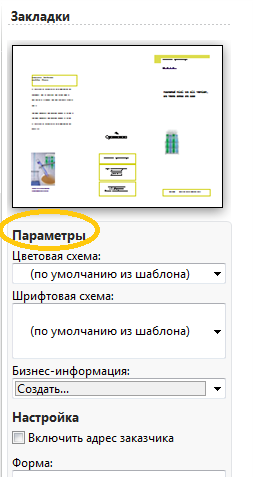 Закладки
Параметры
Цветовая схема:
(по умолчанию из шаблона)
Шрифтовая схема:
(по умолчанию из шаблона)
Бизнес-информация:
Создать...
Настройка
Включить адрес заказчика
Форма: